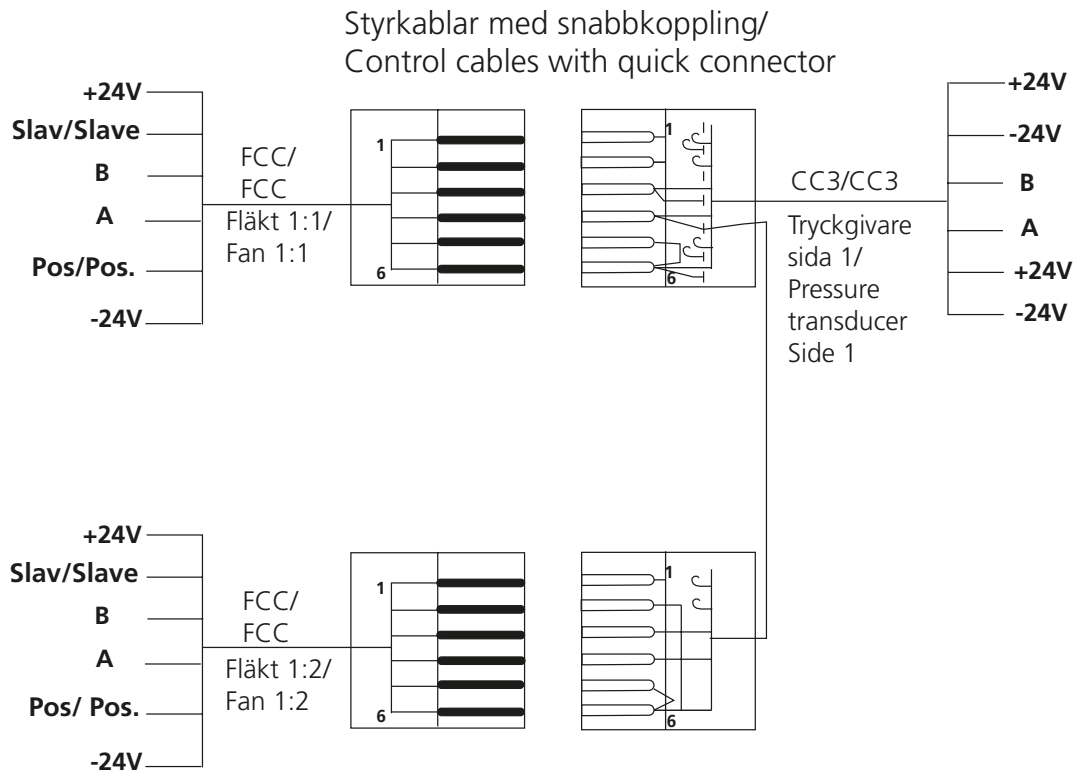 Styrkablar med snabbkoppling/
Control cables with quick connector
+24V
Slav/Slave
B
A
Pos/Pos.
-24V
FCC/
FCC
Fläkt 1:1/
Fan 1:1
1
6
1
6
CC3/CC3
Tryckgivare
sida 1/
Pressure
transducer
Side 1
+24V
-24V
B
A
+24V
-24V
+24V
Slav/Slave
B
A
Pos/ Pos.
-24V
FCC/
FCC
Fläkt 1:2/
Fan 1:2
1
6
1
6